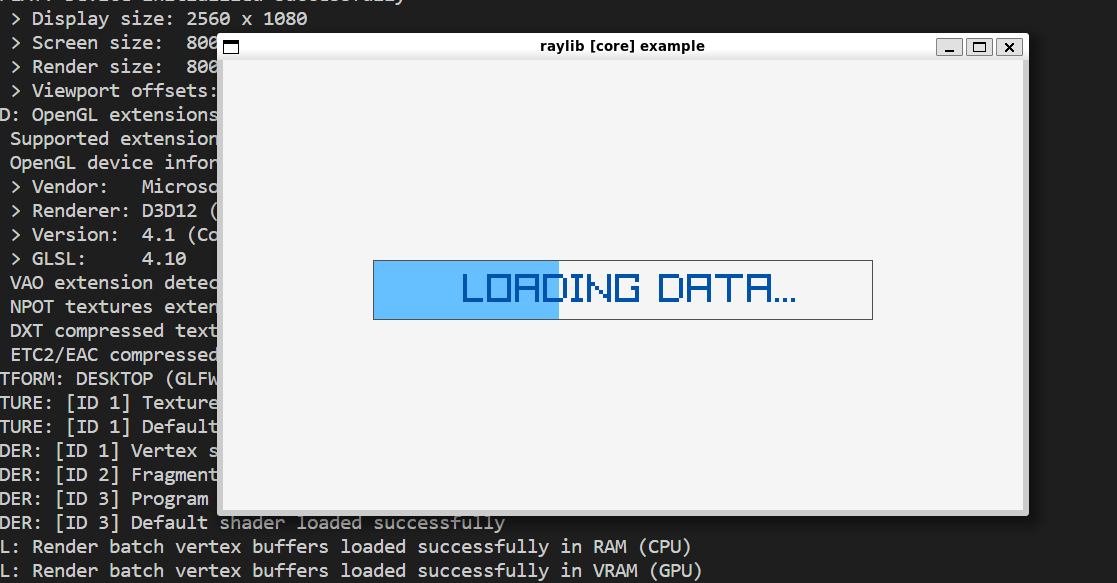 > Display size: 2560 x 1080
> Screen size:  800
> Render size:  800
> Viewport offsets:
D: OpenGL extensions
Supported extension
OpenGL device infor
> Vendor:   Microso
> Renderer: D3D12 (
> Version:  4.1 (Co
> GLSL:     4.10
VAO extension detec
NPOT textures exten
DXT compressed text
ETC2/EAC compressed
TFORM: DESKTOP (GLFW
TURE: [ID 1] Texture
TURE: [ID 1] Default
DER: [ID 1] Vertex s
DER: [ID 2] Fragment
DER: [ID 3] Program
DER: [ID 3] Default shader loaded successfully
L: Render batch vertex buffers loaded successfully in RAM (CPU)
L: Render batch vertex buffers loaded successfully in VRAM (GPU)
raylib [core] example
LOADING DATA...